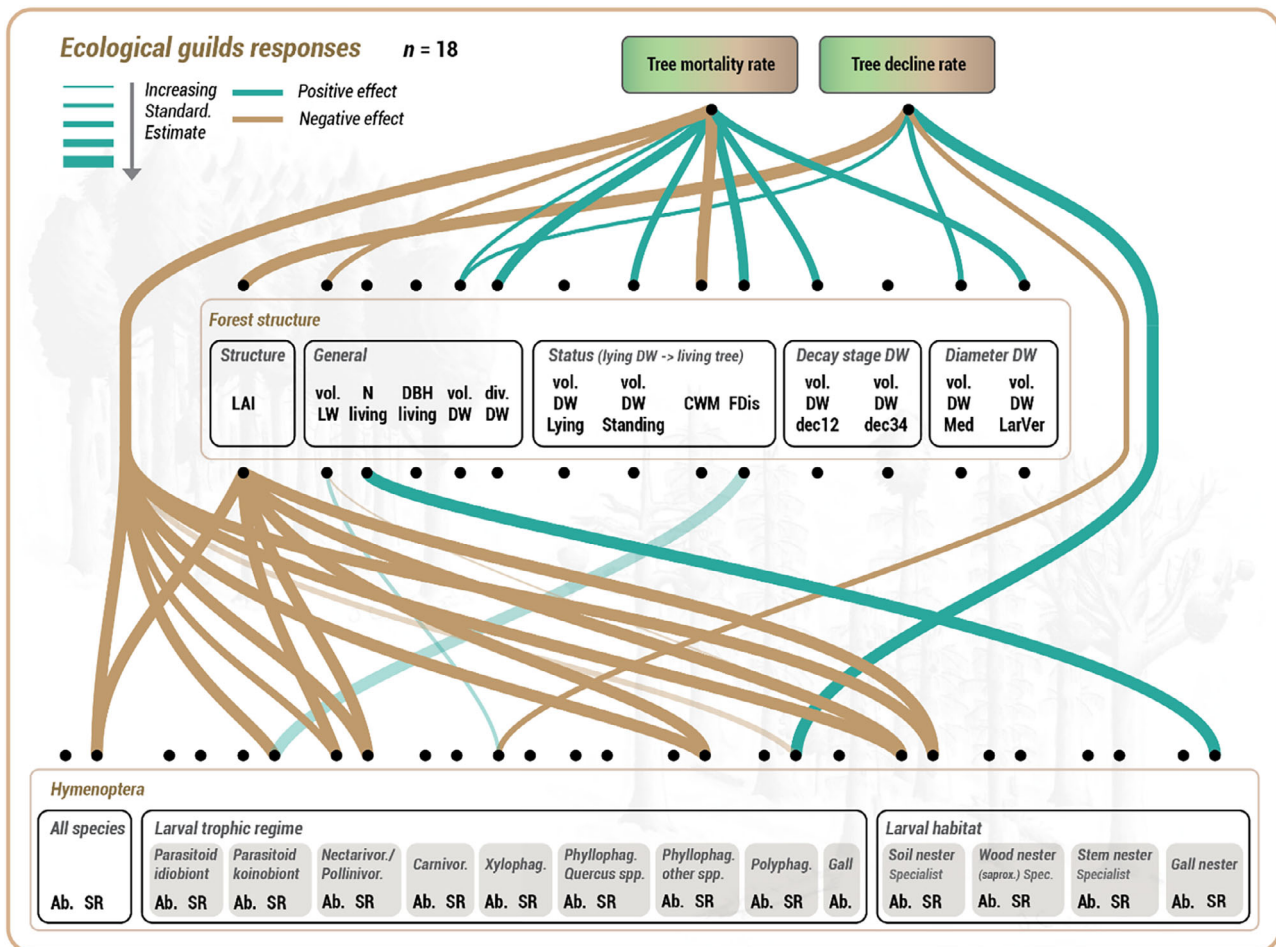 Ecological guilds responses n = 18
Increasing
Standard.
Estimate
Positive effect
Negative effect
Tree mortality rate
Tree decline rate
Forest structure
Structure
LAI
General
vol.
LW
N
living
DBH
living
vol.
DW
div.
DW
Status (lying DW -> living tree)
vol.
DW
Lying
vol.
DW
Standing
CWM
FDis
Decay stage DW
vol.
DW
dec12
vol.
DW
dec34
Diameter DW
vol.
DW
Med
vol.
DW
LarVer
Hymenoptera
All species
Ab. SR
Larval trophic regime
Parasitoid
idiobiont
Ab. SR
Parasitoid
koinobiont
Ab. SR
Nectarivor./
Pollinivor.
Ab. SR
Carnivor.
Ab. SR
Xylophag.
Ab. SR
Phyllophag.
Quercus spp.
Ab. SR
Phyllophag.
other spp.
Ab. SR
Polyphag.
Ab. SR
Gall
Ab.
Larval habitat
Soil nester
Specialist
Ab. SR
Wood nester
(saprox.) Spec.
Ab. SR
Stem nester
Specialist
Ab. SR
Gall nester
Ab. SR